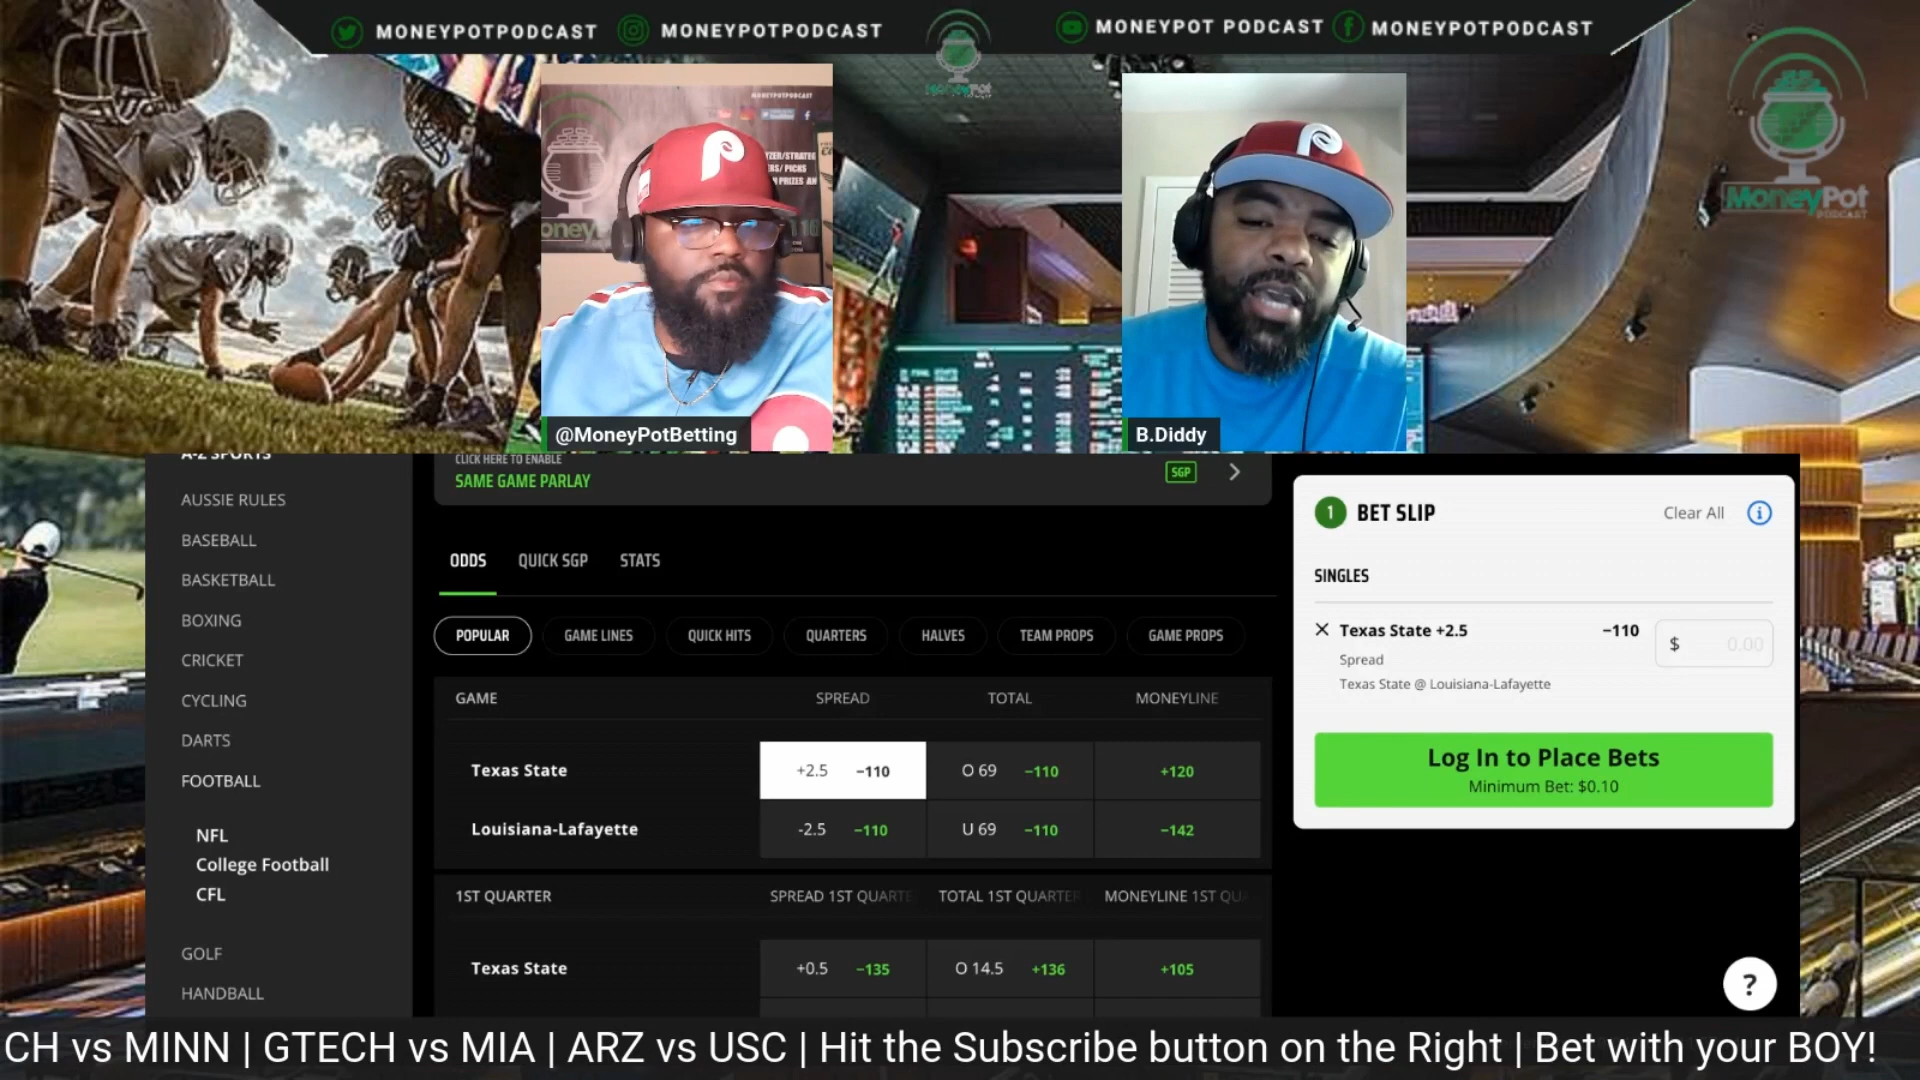 MONEYPOTPODCAST
MONEYPOTPODCAST
MONEYPOT PODCAST
MONEYPOTPODCAST
MoneyPot
MoneyPot
PODCAST
MONEYPOTPODCAST
@MoneyPotBetting
B.Diddy
A-Z SPORTS
AUSSIE RULES
BASEBALL
BASKETBALL
BOXING
CRICKET
CYCLING
DARTS
FOOTBALL
NFL
College Football
CFL
GOLF
HANDBALL
CLICK HERE TO ENABLE
SAME GAME PARLAY
SGP
ODDS QUICK SGP STATS
POPULAR GAME LINES QUICK HITS QUARTERS HALVES TEAM PROPS GAME PROPS
GAME SPREAD TOTAL MONEYLINE
Texas State +2.5 −110 O 69 −110 +120
Louisiana-Lafayette -2.5 −110 U 69 −110 −142
1ST QUARTER SPREAD 1ST QUARTE TOTAL 1ST QUARTER MONEYLINE 1ST QU
Texas State +0.5 −135 O 14.5 +136 +105
1 BET SLIP Clear All i
SINGLES
Texas State +2.5 −110 $ 0.00
Spread
Texas State @ Louisiana-Lafayette
Log In to Place Bets
Minimum Bet: $0.10
?
CH vs MINN | GTECH vs MIA | ARZ vs USC | Hit the Subscribe button on the Right | Bet with your BOY!